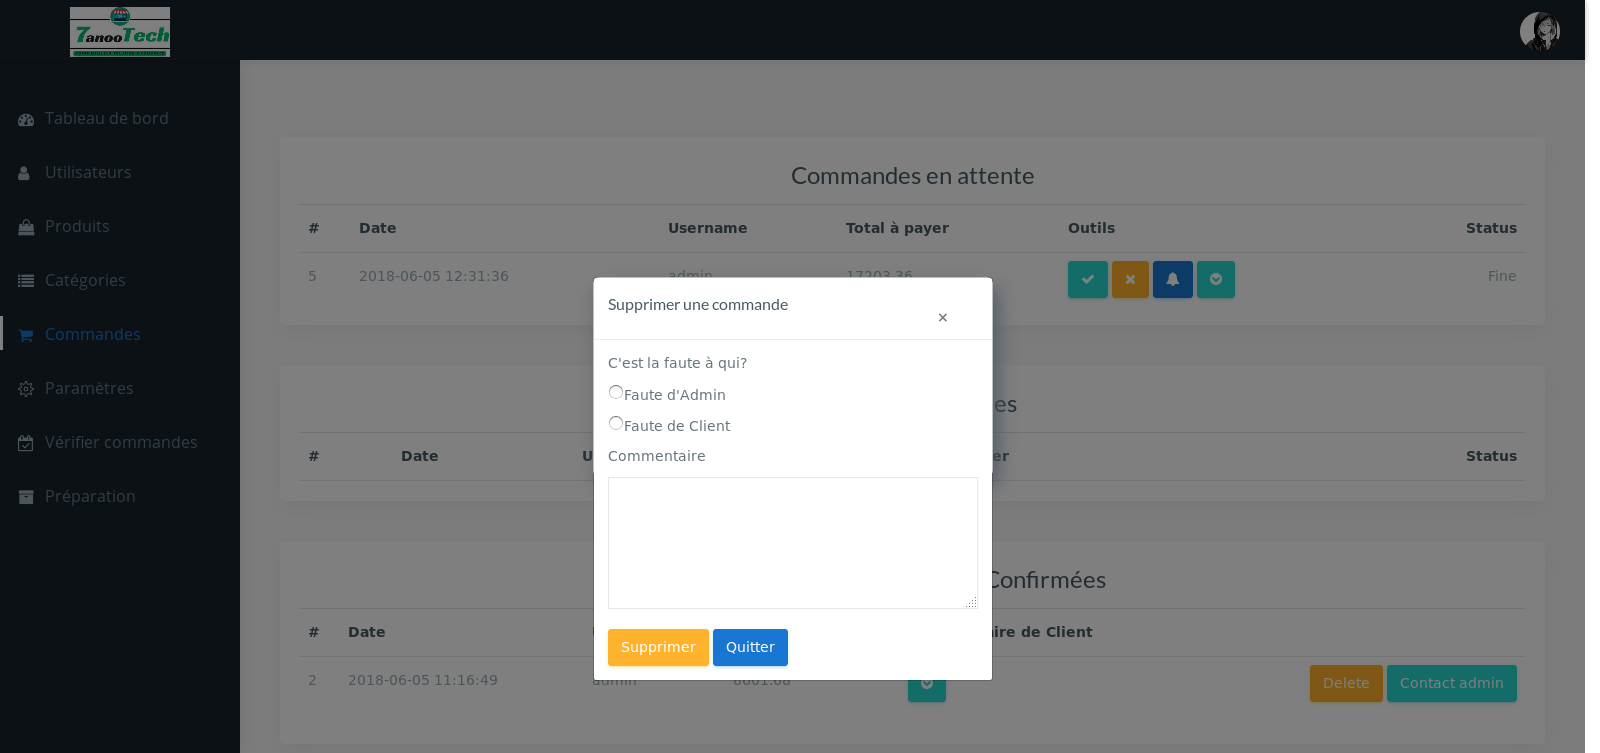 7anooTech
Tableau de bord
Utilisateurs
Produits
Catégories
Commandes
Paramètres
Vérifier commandes
Préparation
Commandes en attente
# Date Username Total à payer Outils Status
5 2018-06-05 12:31:36 admin 17203.36 Fine
es
# Date U er Status
Confirmées
# Date ire de Client
2 2018-06-05 11:16:49 admin 8601.68 Delete Contact admin
Supprimer une commande ×
C'est la faute à qui?
Faute d'Admin
Faute de Client
Commentaire
Supprimer Quitter